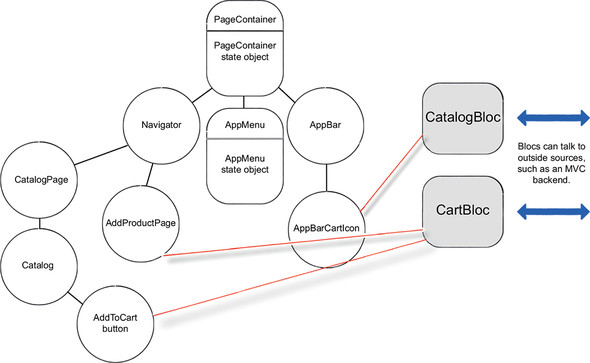 PageContainer
PageContainer
state object
Navigator
AppMenu
AppMenu
state object
AppBar
CatalogBloc
Blocs can talk to
outside sources,
such as an MVC
backend.
CatalogPage
AddProductPage
AppBarCartIcon
CartBloc
Catalog
AddToCart
button